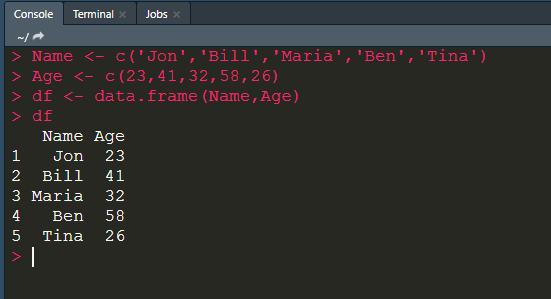 Console Terminal × Jobs ×
~/
> Name <- c('Jon','Bill','Maria','Ben','Tina')
> Age <- c(23,41,32,58,26)
> df <- data.frame(Name,Age)
> df
   Name Age
1   Jon  23
2  Bill  41
3 Maria  32
4   Ben  58
5  Tina  26
>